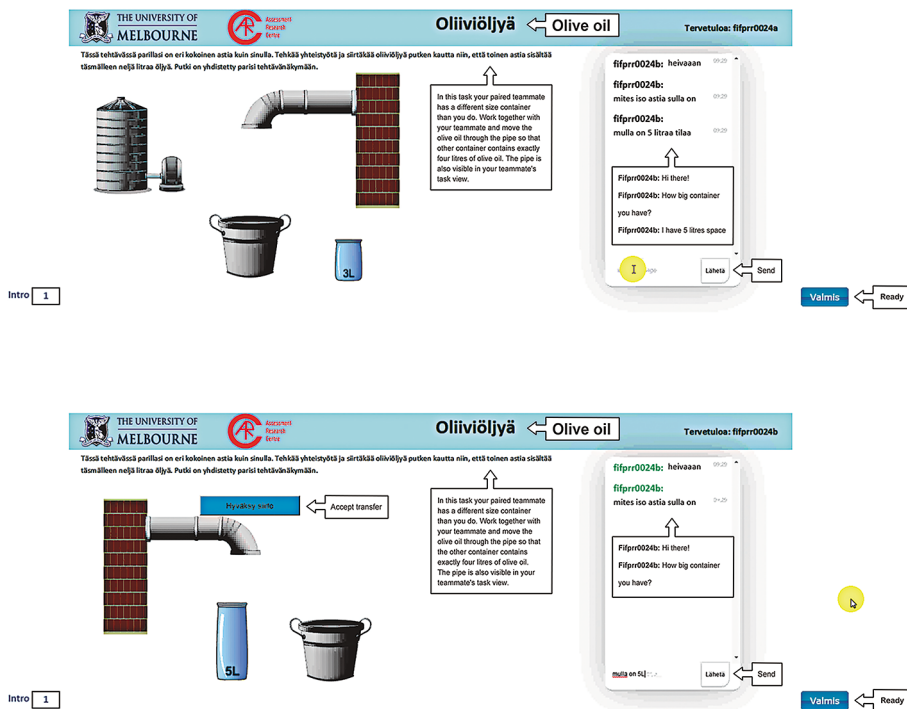 THE UNIVERSITY OF
MELBOURNE
Assessment
Research
Centre
Oliiviöljyä
Olive oil
Tervetuloa: fifprr0024a
Tässä tehtävässä parillasi on eri kokoinen astia kuin sinulla. Tehkää yhteistyötä ja siirtäkää oliiviöljyä putken kautta niin, että toinen astia sisältää
täsmälleen neljä litraa öljyä. Putki on yhdistetty parisi tehtävänäkymään.
In this task your paired teammate
has a different size container
than you do. Work together with
your teammate and move the
olive oil through the pipe so that
other container contains exactly
four litres of olive oil. The pipe is
also visible in your teammate's
task view.
fifprr0024b: heivaaan 09:29
fifprr0024b:
mites iso astia sulla on 09:29
fifprr0024b:
mulla on 5 litraa tilaa 09:29
Fifprr0024b: Hi there!
Fifprr0024b: How big container
you have?
Fifprr0024b: I have 5 litres space
Lähetä
Send
3L
Intro 1
Valmis
Ready
THE UNIVERSITY OF
MELBOURNE
Assessment
Research
Centre
Oliiviöljyä
Olive oil
Tervetuloa: fifprr0024b
Tässä tehtävässä parillasi on eri kokoinen astia kuin sinulla. Tehkää yhteistyötä ja siirtäkää oliiviöljyä putken kautta niin, että toinen astia sisältää
täsmälleen neljä litraa öljyä. Putki on yhdistetty parisi tehtävänäkymään.
Hyväksy siirto
Accept transfer
In this task your paired teammate
has a different size container
than you do. Work together with
your teammate and move the
olive oil through the pipe so that
the other container contains
exactly four litres of olive oil.
The pipe is also visible in your
teammate's task view.
fifprr0024b: heivaaan 09:29
fifprr0024b:
mites iso astia sulla on
Fifprr0024b: Hi there!
Fifprr0024b: How big container
you have?
5L
mulla on 5L
Lähetä
Send
Intro 1
Valmis
Ready